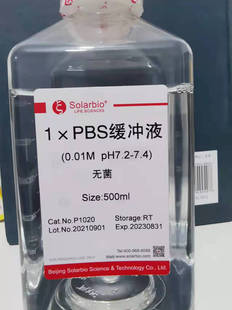 Solarbio®
LIFE SCIENCES
1×PBS缓冲液
(0.01M pH7.2-7.4)
无菌
Size:500ml
Cat.No.P1020 Storage:RT
Lot.No.20210901 Expt.20230831
Beijing Solarbio Science & Technology Co., Ltd.